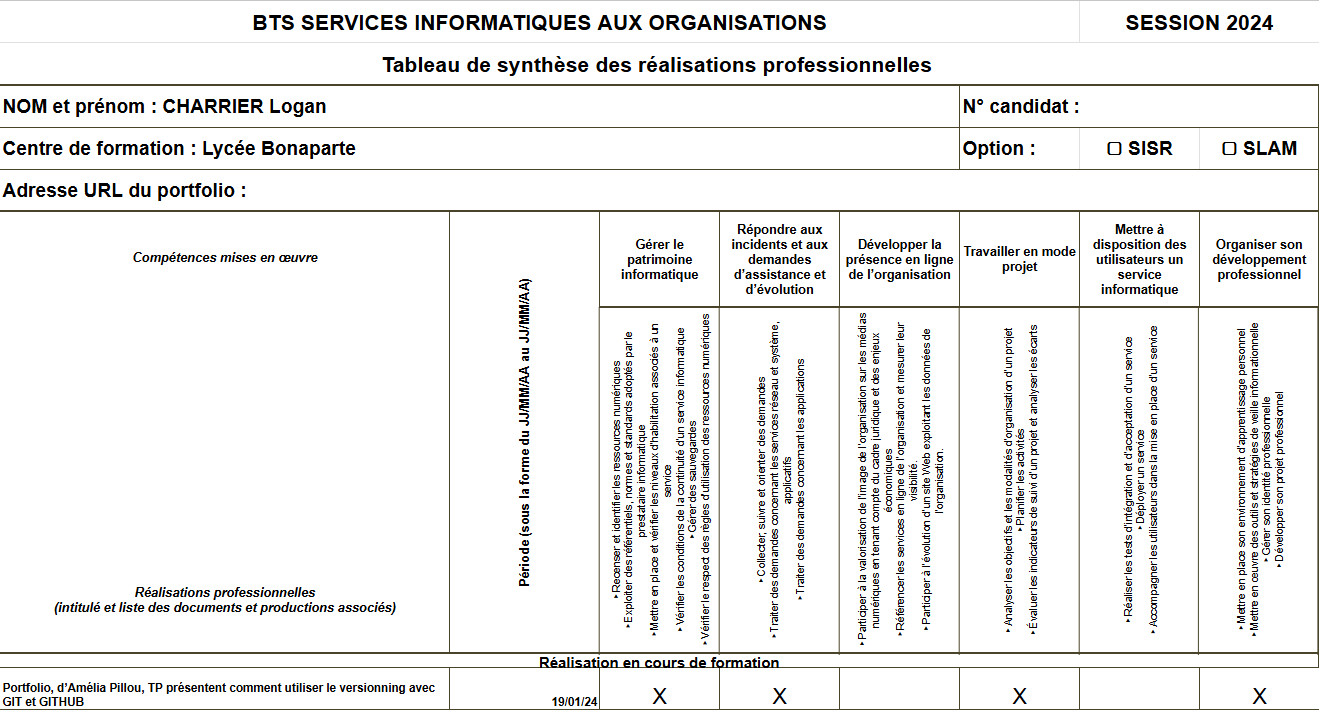 BTS SERVICES INFORMATIQUES AUX ORGANISATIONS
SESSION 2024
Tableau de synthèse des réalisations professionnelles
NOM et prénom : CHARRIER Logan
N° candidat :
Centre de formation : Lycée Bonaparte
Option :
☐ SISR
☐ SLAM
Adresse URL du portfolio :
Compétences mises en œuvre
Réalisations professionnelles
(intitulé et liste des documents et productions associés)
Période (sous la forme du JJ/MM/AA au JJ/MM/AA)
Gérer le
patrimoine
informatique
Répondre aux
incidents et aux
demandes
d’assistance et
d’évolution
Développer la
présence en ligne
de l’organisation
Travailler en mode
projet
Mettre à
disposition des
utilisateurs un
service
informatique
Organiser son
développement
professionnel
‣Recenser et identifier les ressources numériques
‣Exploiter des référentiels, normes et standards adoptés par le
prestataire informatique
‣Mettre en place et vérifier les niveaux d’habilitation associés à un
service
‣Vérifier les conditions de la continuité d’un service informatique
‣Gérer des sauvegardes
‣Vérifier le respect des règles d’utilisation des ressources numériques
‣Collecter, suivre et orienter des demandes
‣Traiter des demandes concernant les services réseau et système,
applicatifs
‣Traiter des demandes concernant les applications
‣Participer à la valorisation de l’image de l’organisation sur les médias
numériques en tenant compte du cadre juridique et des enjeux
économiques
‣Référencer les services en ligne de l’organisation et mesurer leur
visibilité.
‣Participer à l’évolution d’un site Web exploitant les données de
l’organisation.
‣Analyser les objectifs et les modalités d’organisation d’un projet
‣Planifier les activités
‣Évaluer les indicateurs de suivi d’un projet et analyser les écarts
‣Réaliser les tests d’intégration et d’acceptation d’un service
‣Déployer un service
‣Accompagner les utilisateurs dans la mise en place d’un service
‣Mettre en place son environnement d’apprentissage personnel
‣Mettre en œuvre des outils et stratégies de veille informationnelle
‣Gérer son identité professionnelle
‣Développer son projet professionnel
Réalisation en cours de formation
Portfolio, d’Amélia Pillou, TP présentent comment utiliser le versionning avec
GIT et GITHUB
19/01/24
X
X
X
X